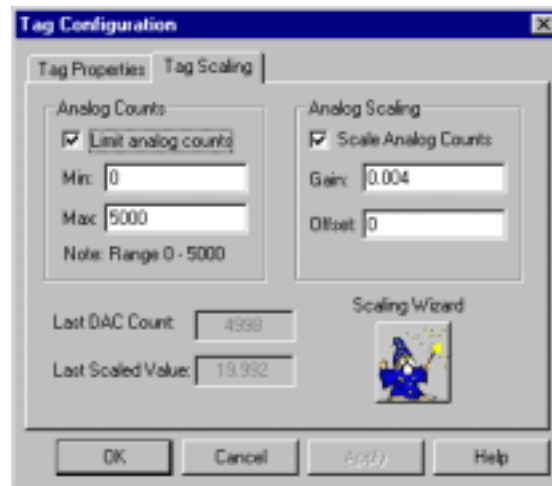 Tag Configuration
Tag Properties
Tag Scaling
Analog Counts
Limit analog counts
Min: 0
Max: 5000
Note: Range 0 - 5000
Analog Scaling
Scale Analog Counts
Gain: 0.004
Offset: 0
Last DAC Count: 4998
Last Scaled Value: 19.992
Scaling Wizard
OK
Cancel
Apply
Help